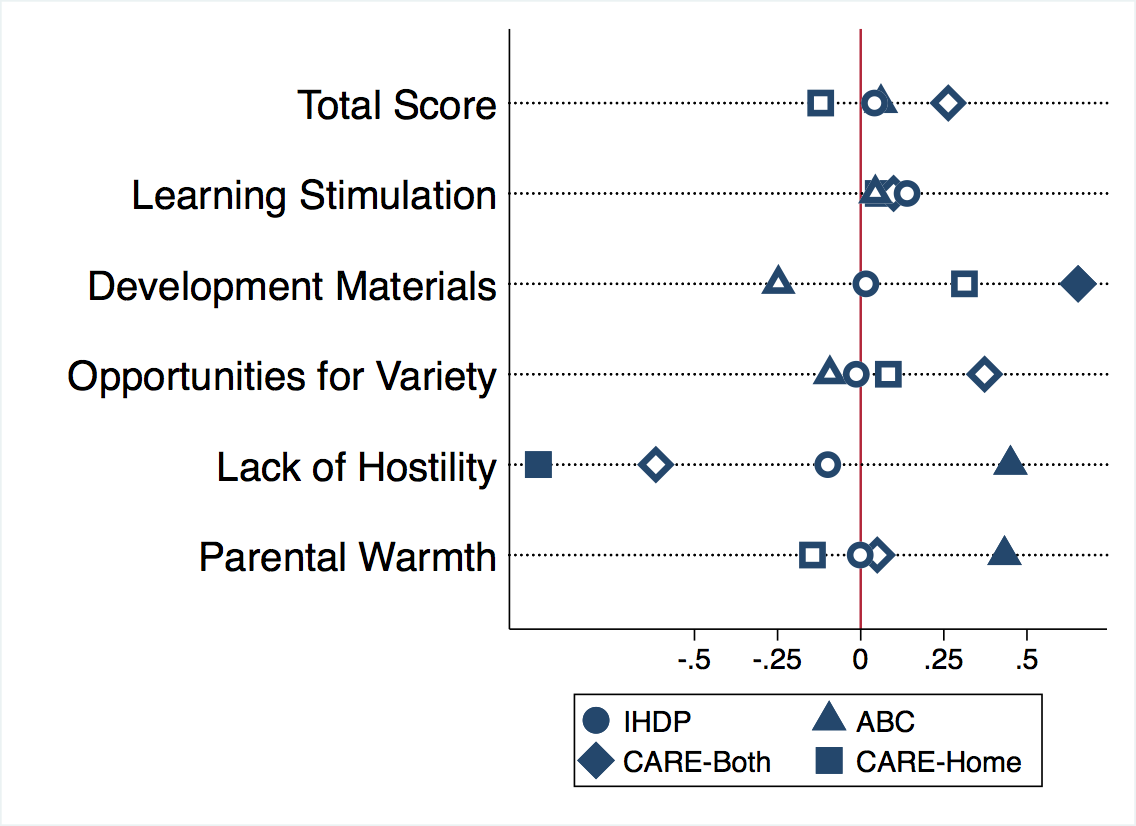 Total Score
Learning Stimulation
Development Materials
Opportunities for Variety
Lack of Hostility
Parental Warmth
-.5 -.25 0 .25 .5
IHDP ABC
CARE-Both CARE-Home